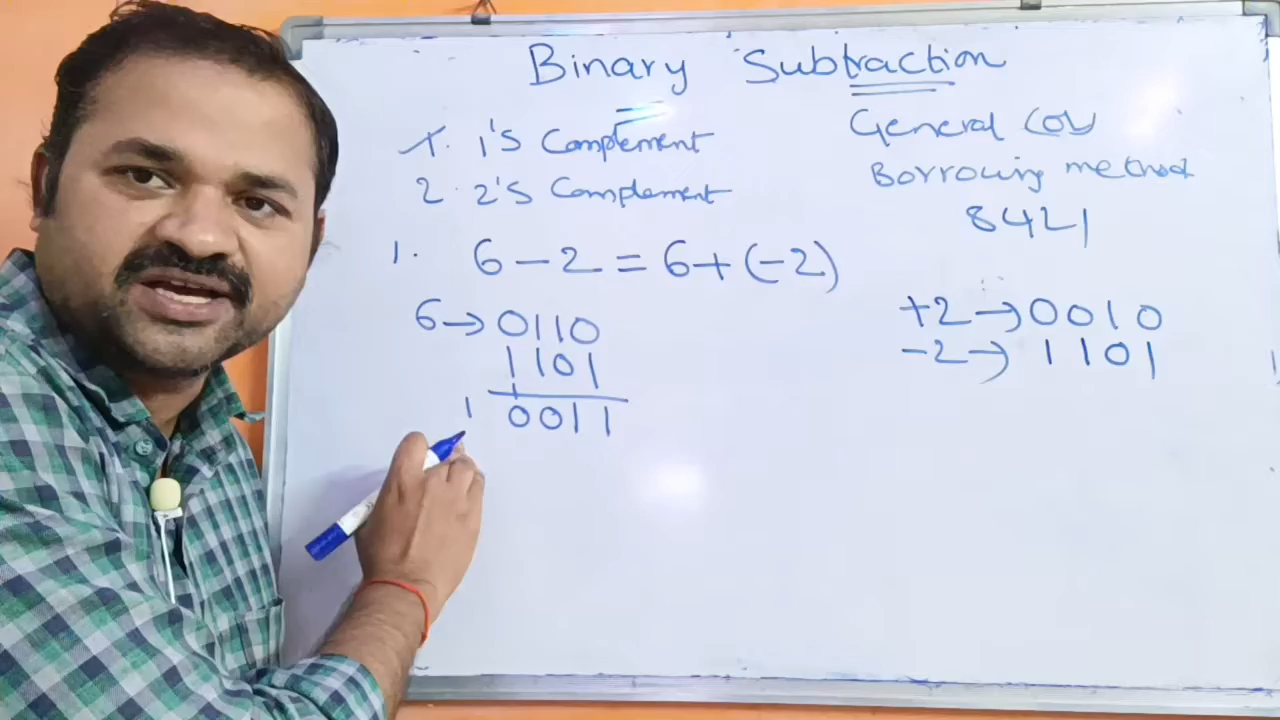 Binary Subtraction
1. 1's Complement
2. 2's Complement
General (or)
Borrowing method
8421
1. 6-2=6+(-2)
6→0110
1101
1
1 0011
+2→0010
-2→1101